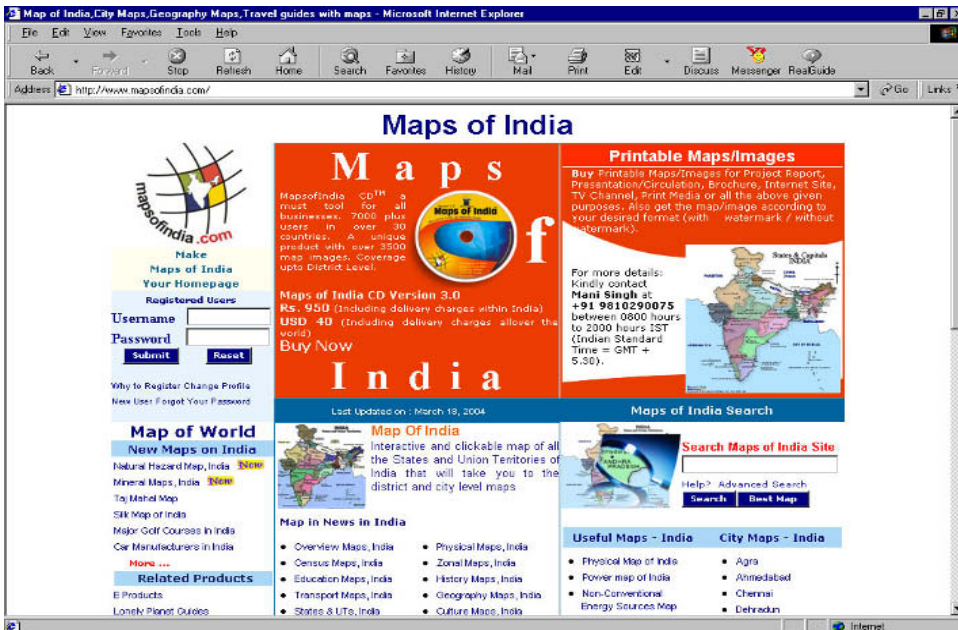 Map of India,City Maps,Geography Maps,Travel guides with maps - Microsoft Internet Explorer
File Edit View Favorites Tools Help
Back Forward Stop Refresh Home Search Favorites History Mail Print Edit Discuss Messenger RealGuide
Address http://www.mapsofindia.com/ Go Links
Maps of India
mapsofindia.com
Make
Maps of India
Your Homepage
Registered Users
Username
Password
Submit Reset
Why to Register Change Profile
New User Forgot Your Password
Map of World
New Maps on India
Natural Hazard Map, India New
Mineral Maps, India New
Taj Mahal Map
Silk Map of India
Major Golf Courses in India
Car Manufacturers in India
More ...
Related Products
E Products
Lonely Planet Guides
Maps
MapsofIndia CD™ a
must tool for all
businesses. 7000 plus
users in over 30
countries. A unique
product with over 3500
map images. Coverage
upto District Level.
Maps of India
Of
Maps of India CD Version 3.0
Rs. 950 (Including delivery charges within India)
USD 40 (Including delivery charges allover the
world)
Buy Now
India
Last Updated on : March 18, 2004
INDIA
Map Of India
Interactive and clickable map of all
the States and Union Territories of
India that will take you to the
district and city level maps
Map in News in India
Overview Maps, India
Census Maps, India
Education Maps, India
Transport Maps, India
States & UTs, India
Physical Maps, India
Zonal Maps, India
History Maps, India
Geography Maps, India
Culture Maps, India
Printable Maps/Images
Buy Printable Maps/Images for Project Report,
Presentation/Circulation, Brochure, Internet Site,
TV Channel, Print Media or all the above given
purposes. Also get the map/image according to
your desired format (with watermark / without
watermark).
For more details:
Kindly contact
Mani Singh at
+91 9810290075
between 0800 hours
to 2000 hours IST
(Indian Standard
Time = GMT +
5.30).
States & Capitals
INDIA
Maps of India Search
ANDHRA
PRADESH
Search Maps of India Site
Help? Advanced Search
Search Best Map
Useful Maps - India
Physical Map of India
Power map of India
Non-Conventional
Energy Sources Map
City Maps - India
Agra
Ahmedabad
Chennai
Dehradun
Internet